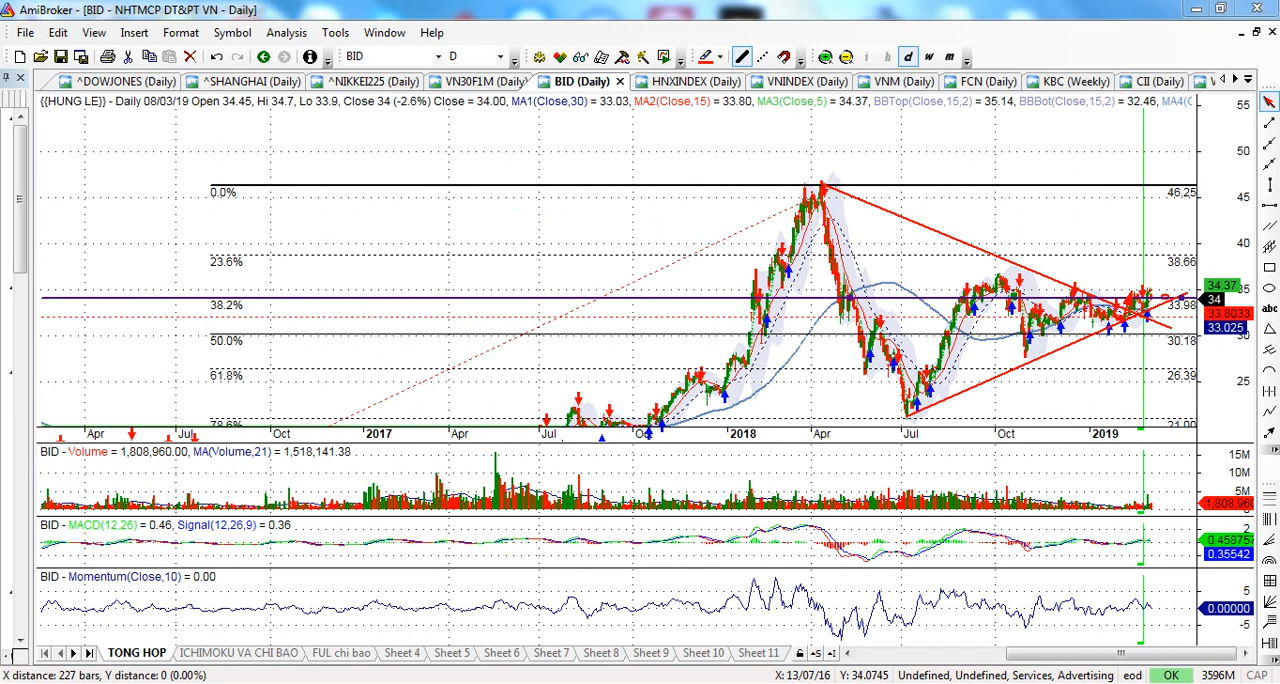 AmiBroker - [BID - NHTMCP DT&PT VN - Daily]
File Edit View Insert Format Symbol Analysis Tools Window Help
BID D i h d w m
^DOWJONES (Daily) ^SHANGHAI (Daily) ^NIKKEI225 (Daily) VN30F1M (Daily) BID (Daily) HNXINDEX (Daily) VNINDEX (Daily) VNM (Daily) FCN (Daily) KBC (Weekly) CII (Daily)
{{HUNG LE}} - Daily 08/03/19 Open 34.45, Hi 34.7, Lo 33.9, Close 34 (-2.6%) Close = 34.00, MA1(Close,30) = 33.03, MA2(Close,15) = 33.80, MA3(Close,5) = 34.37, BBTop(Close,15,2) = 35.14, BBBot(Close,15,2) = 32.46,
55
50
0.0% 46.25
45
40
23.6% 38.66
34.37 35
34
38.2% 33.98
33.8033
33.025
30
50.0% 30.18
61.8% 26.39
25
78.6% 21.00
Apr Jul Oct 2017 Apr Jul Oct 2018 Apr Jul Oct 2019
BID - Volume = 1,808,960.00, MA(Volume,21) = 1,518,141.38
15M
10M
5M
1,808,960
BID - MACD(12,26) = 0.46, Signal(12,26,9) = 0.36
2
0.458757
0.35542
BID - Momentum(Close,10) = 0.00
5
0.00000
-5
TONG HOP ICHIMOKU VA CHI BAO FUL chi bao Sheet 4 Sheet 5 Sheet 6 Sheet 7 Sheet 8 Sheet 9 Sheet 10 Sheet 11
X distance: 227 bars, Y distance: 0 (0.00%) X: 13/07/16 Y: 34.0745 Undefined, Undefined, Services, Advertising eod OK 3596M CAP
abc